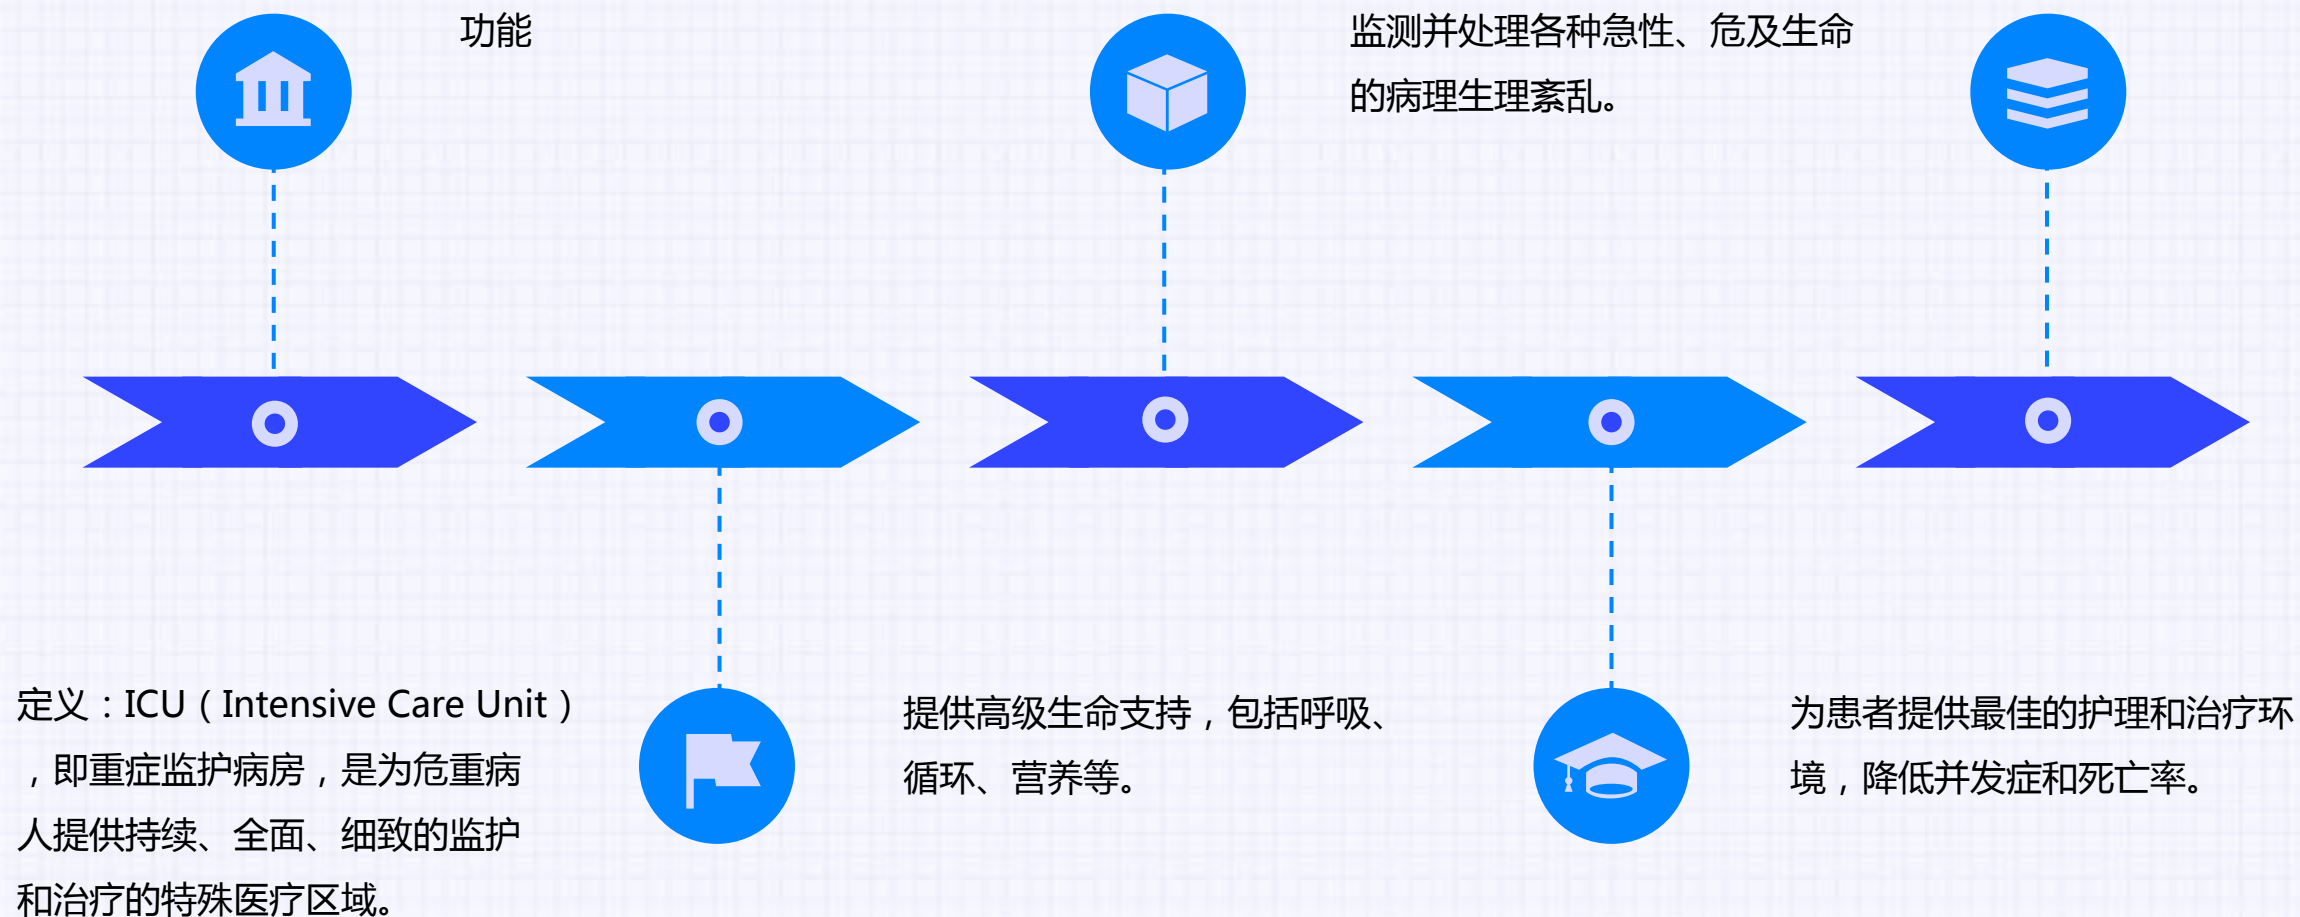 定义：ICU（Intensive Care Unit）
，即重症监护病房，是为危重病
人提供持续、全面、细致的监护
和治疗的特殊医疗区域。
功能
提供高级生命支持，包括呼吸、
循环、营养等。
监测并处理各种急性、危及生命
的病理生理紊乱。
为患者提供最佳的护理和治疗环
境，降低并发症和死亡率。